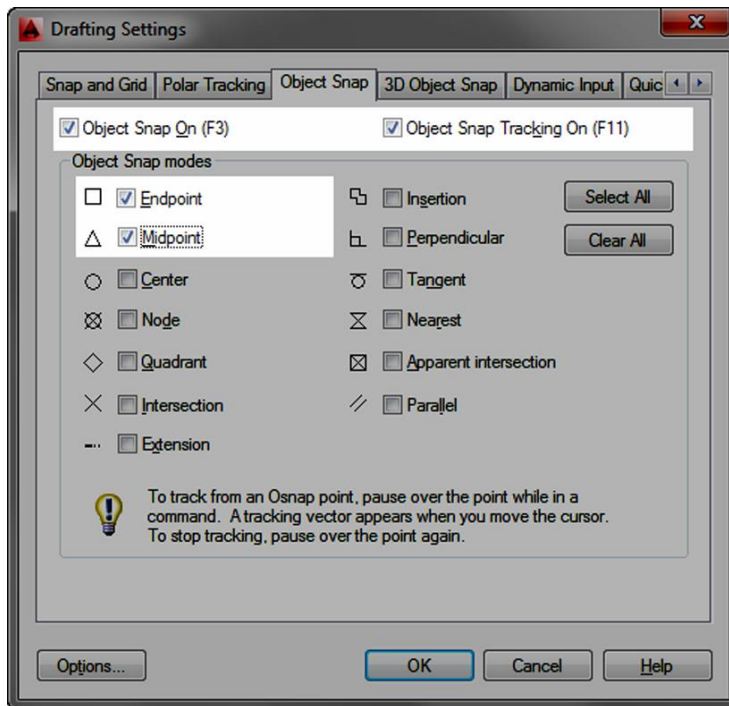 Drafting Settings
Snap and Grid Polar Tracking Object Snap 3D Object Snap Dynamic Input Quic
Object Snap On (F3) Object Snap Tracking On (F11)
Object Snap modes
Endpoint Insertion Select All
Midpoint Perpendicular Clear All
Center Tangent
Node Nearest
Quadrant Apparent intersection
Intersection Parallel
Extension
To track from an Osnap point, pause over the point while in a
command. A tracking vector appears when you move the cursor.
To stop tracking, pause over the point again.
Options... OK Cancel Help